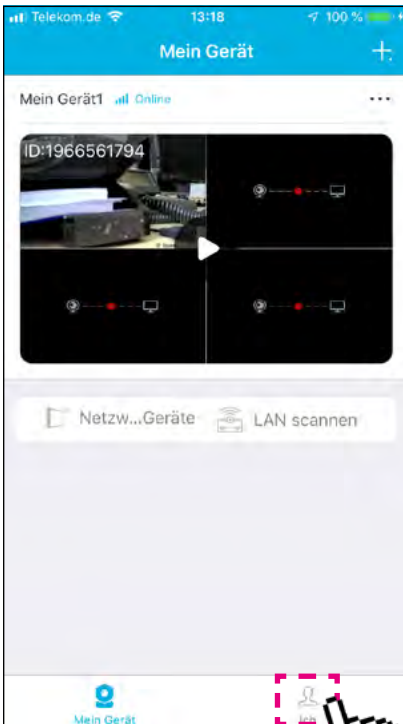 Telekom.de 13:18 100 %
Mein Gerät
Mein Gerät1 Online
ID:1966561794
Netzw...Geräte LAN scannen
Mein Gerät Ich